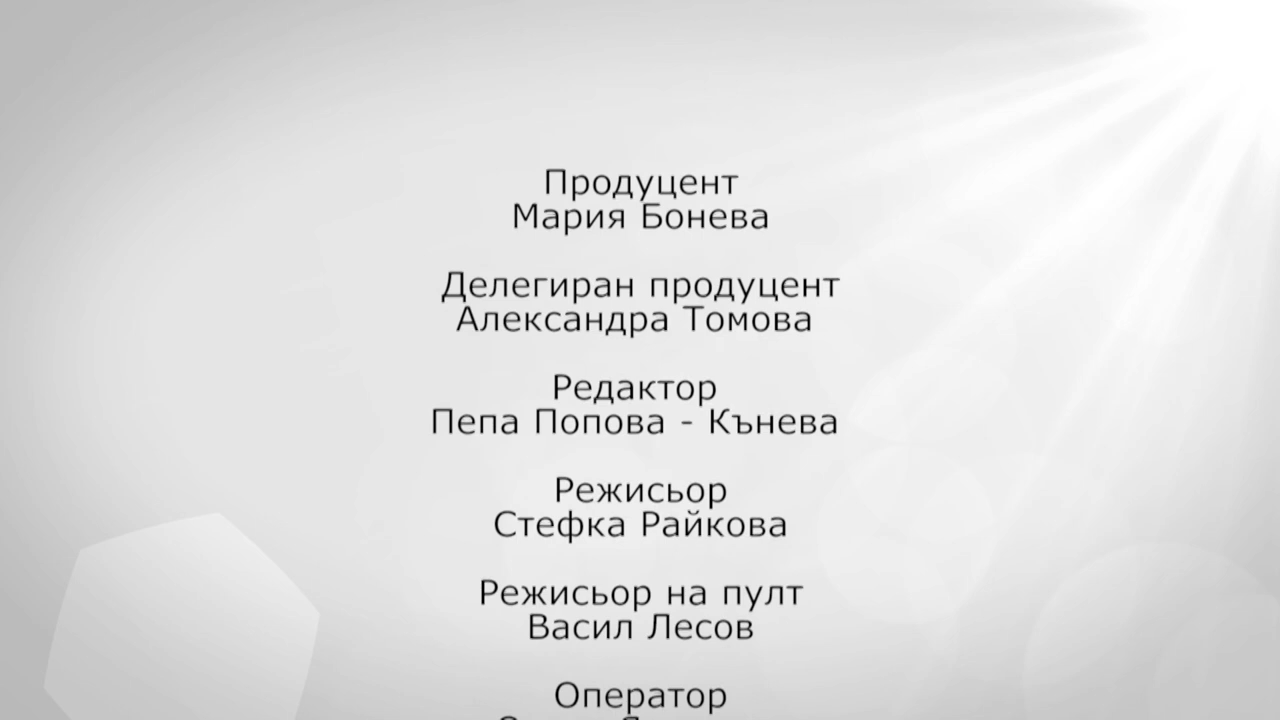 Продуцент
Мария Бонева
Делегиран продуцент
Александра Томова
Редактор
Пепа Попова - Кънева
Режисьор
Стефка Райкова
Режисьор на пулт
Васил Лесов
Оператор